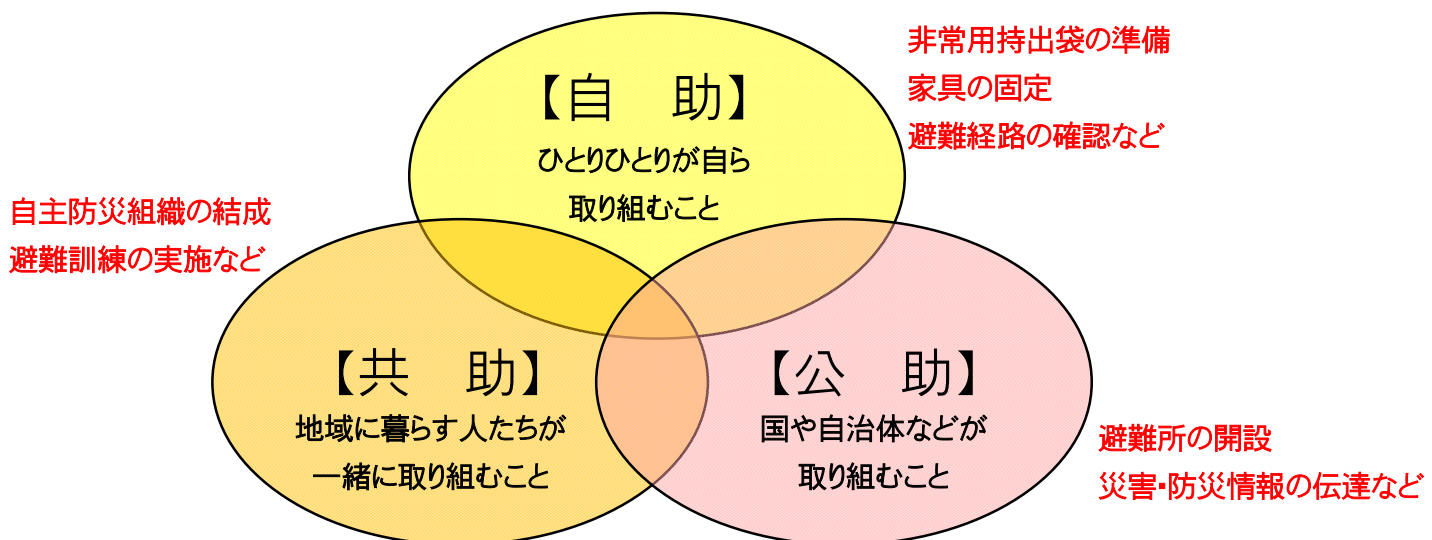 【自　助】
ひとりひとりが自ら
取り組むこと
非常用持出袋の準備
家具の固定
避難経路の確認など
自主防災組織の結成
避難訓練の実施など
【共　助】
地域に暮らす人たちが
一緒に取り組むこと
【公　助】
国や自治体などが
取り組むこと
避難所の開設
災害・防災情報の伝達など